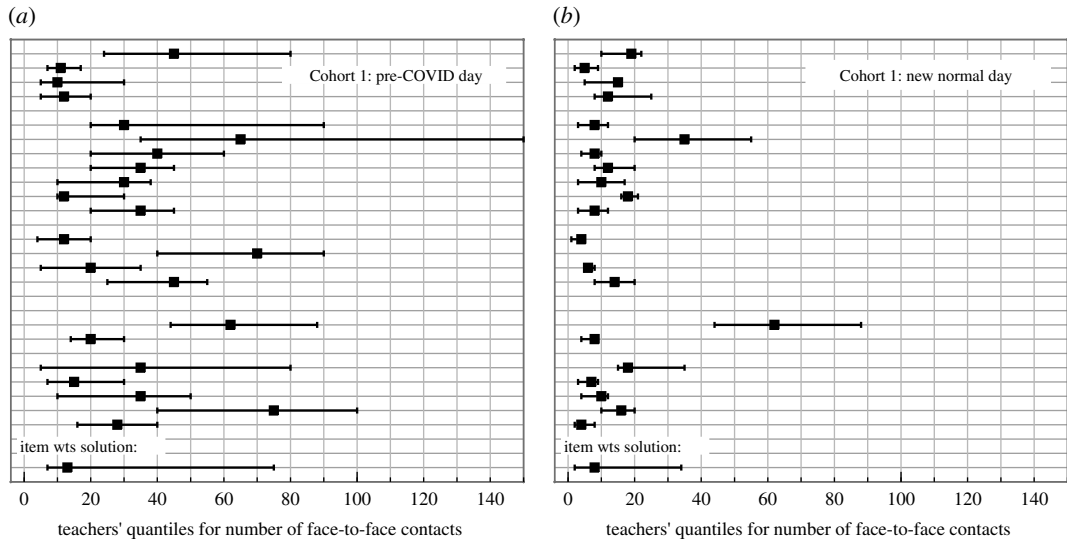 (a)
Cohort 1: pre-COVID day
item wts solution:
0 20 40 60 80 100 120 140
teachers' quantiles for number of face-to-face contacts
(b)
Cohort 1: new normal day
item wts solution:
0 20 40 60 80 100 120 140
teachers' quantiles for number of face-to-face contacts